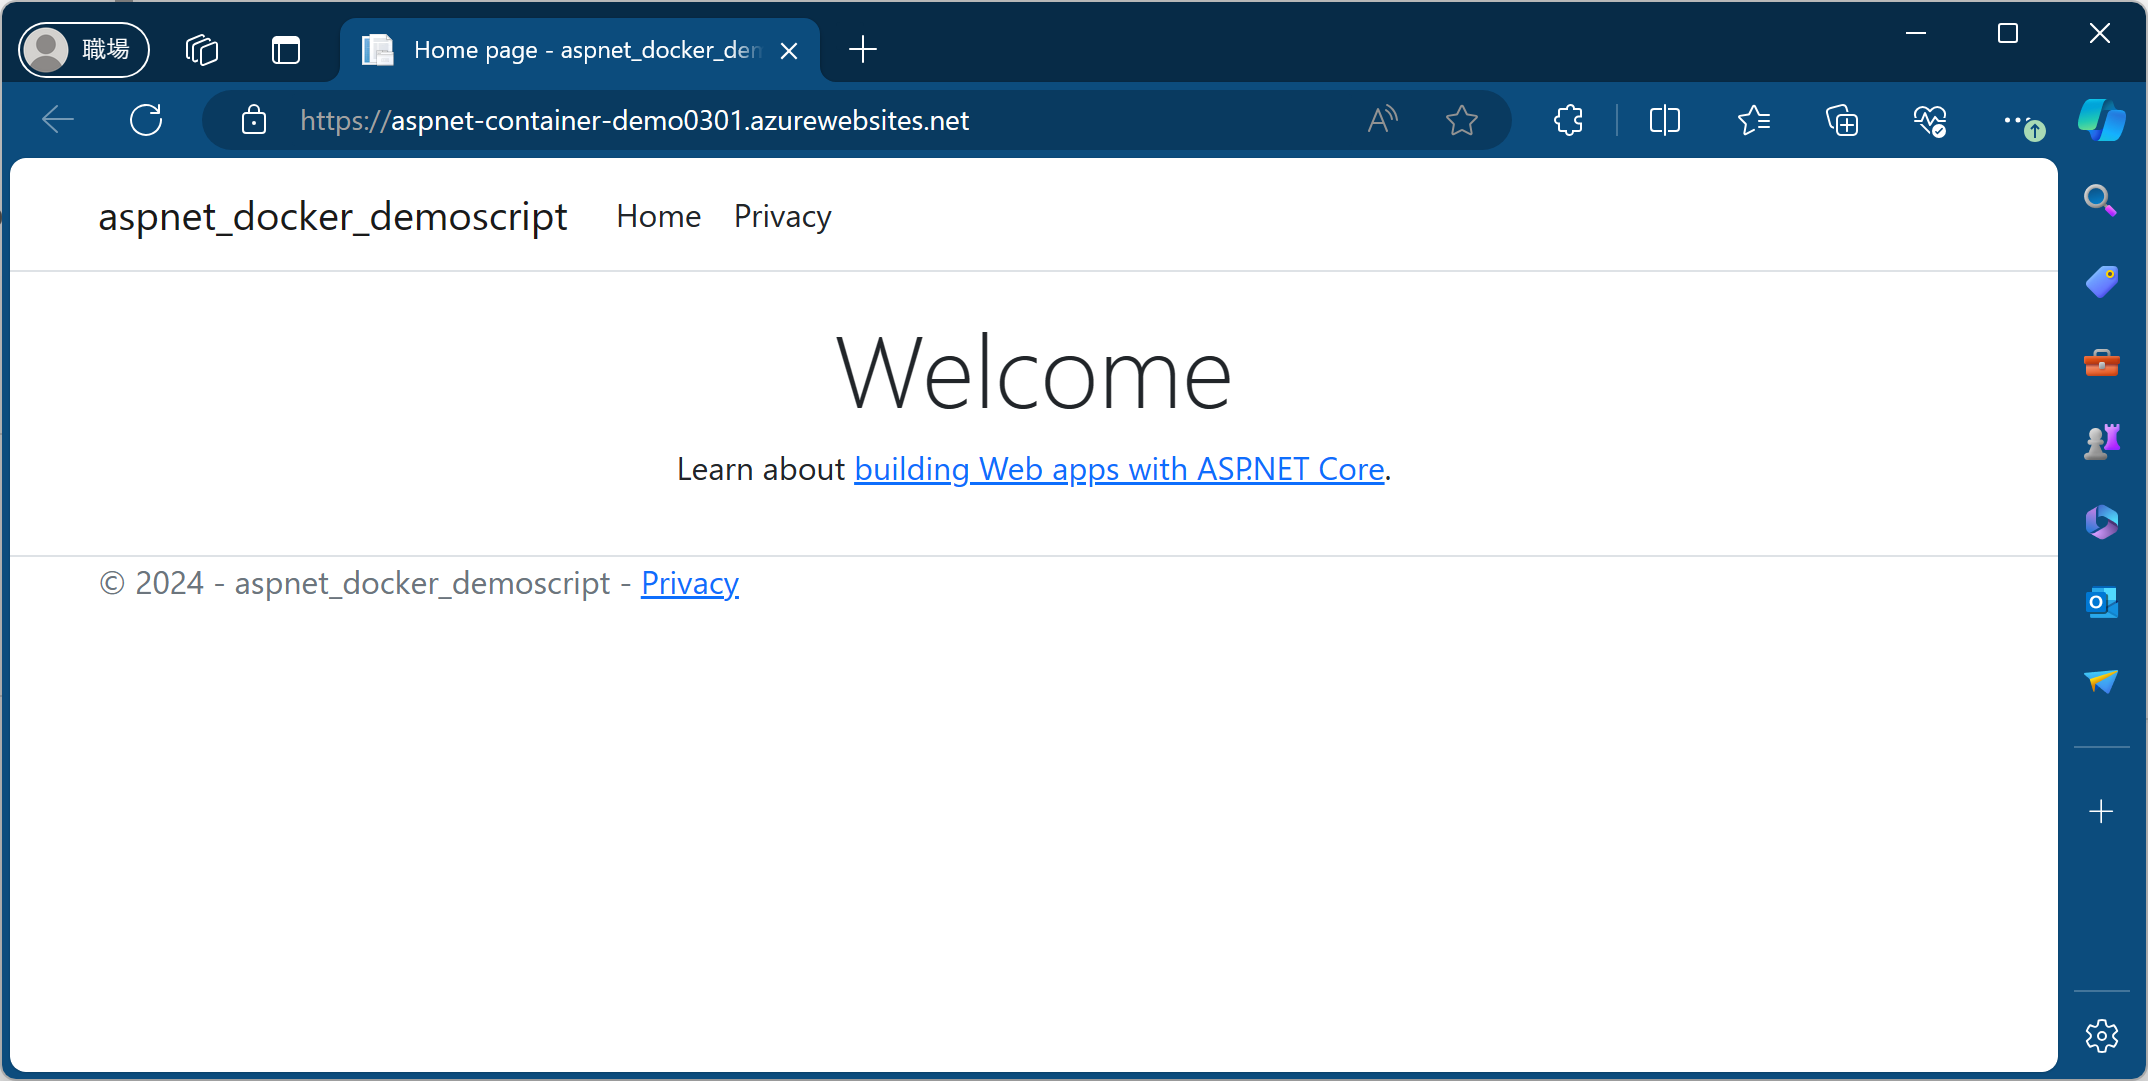 職場
Home page - aspnet_docker_den
https://aspnet-container-demo0301.azurewebsites.net
aspnet_docker_demoscript Home Privacy
Welcome
Learn about building Web apps with ASP.NET Core.
© 2024 - aspnet_docker_demoscript - Privacy